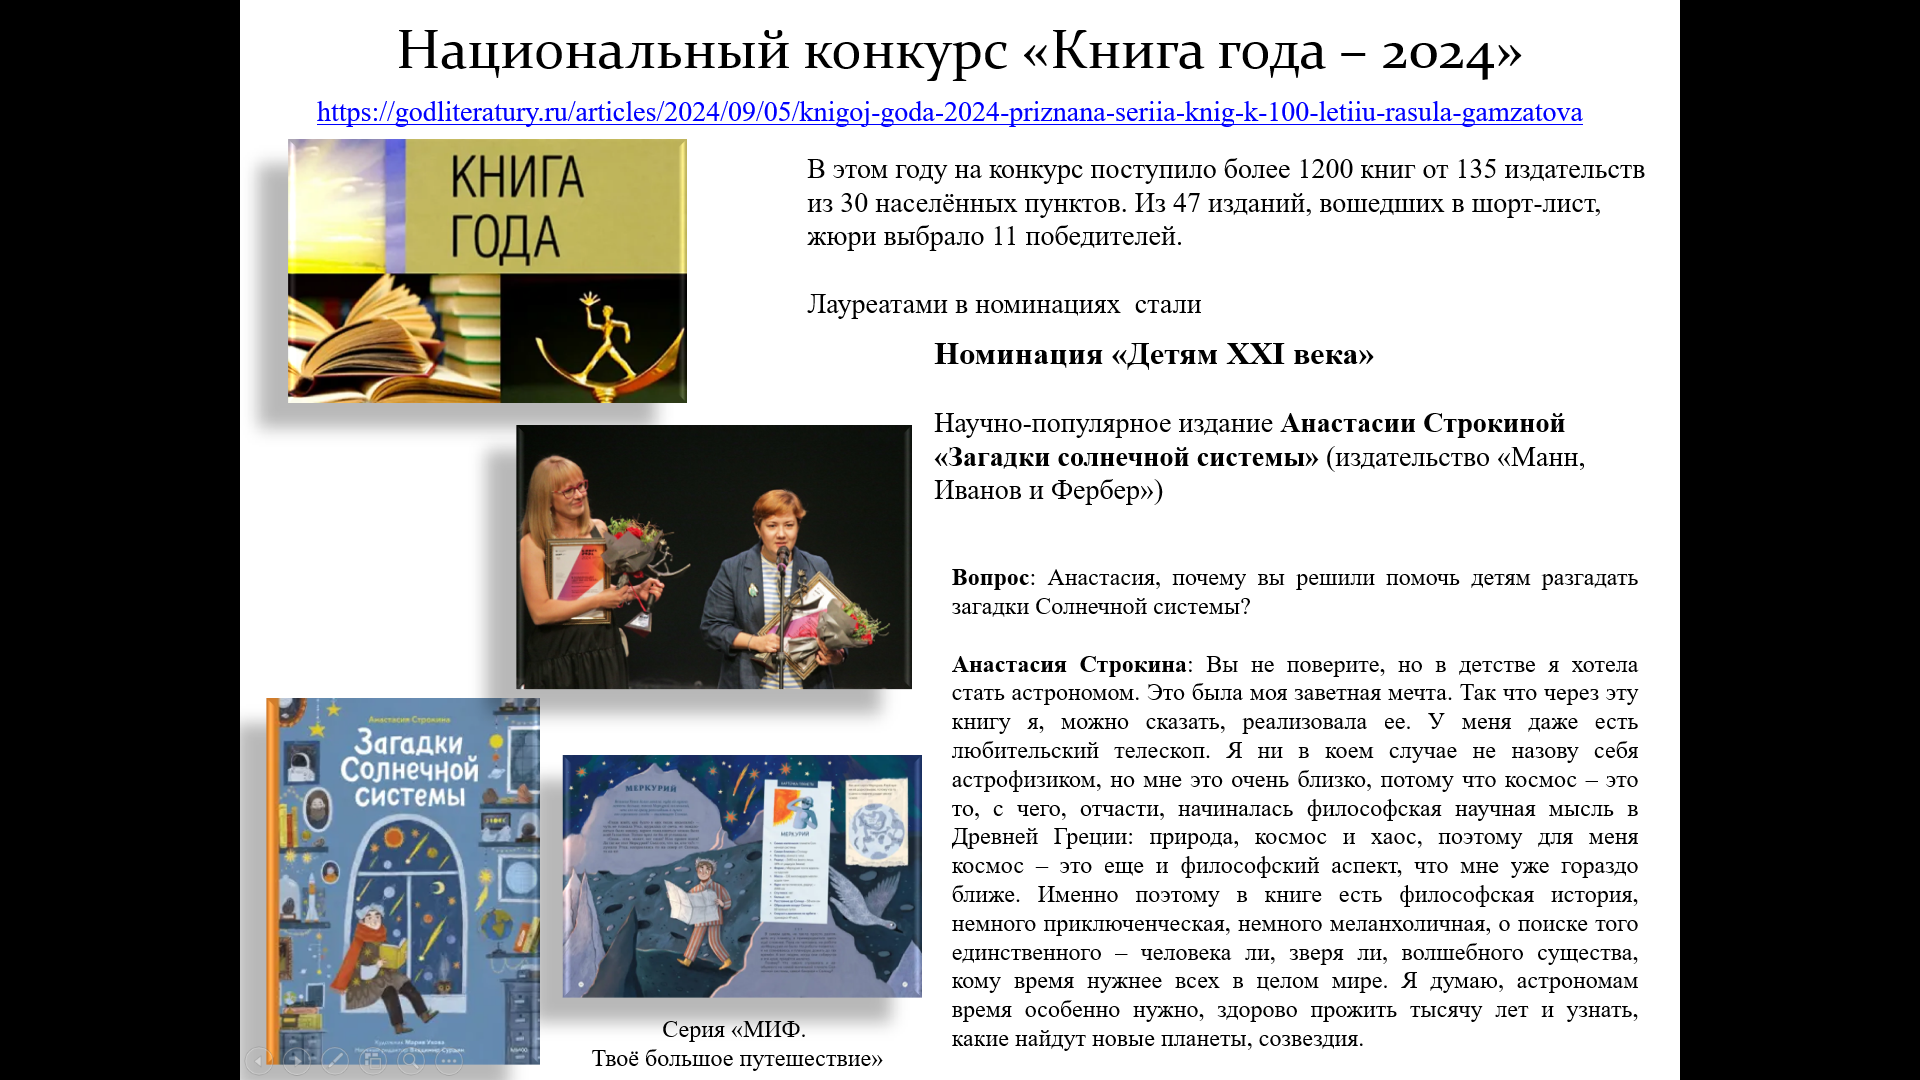 Национальный конкурс «Книга года – 2024»
https://godliteratury.ru/articles/2024/09/05/knigoj-goda-2024-priznana-seriia-knig-k-100-letiiu-rasula-gamzatova
КНИГА
ГОДА
В этом году на конкурс поступило более 1200 книг от 135 издательств
из 30 населённых пунктов. Из 47 изданий, вошедших в шорт-лист,
жюри выбрало 11 победителей.
Лауреатами в номинациях стали
Номинация «Детям XXI века»
Научно-популярное издание Анастасии Строкиной
«Загадки солнечной системы» (издательство «Манн,
Иванов и Фербер»)
Вопрос: Анастасия, почему вы решили помочь детям разгадать
загадки Солнечной системы?
Анастасия Строкина: Вы не поверите, но в детстве я хотела
стать астрономом. Это была моя заветная мечта. Так что через эту
книгу я, можно сказать, реализовала ее. У меня даже есть
любительский телескоп. Я ни в коем случае не назову себя
астрофизиком, но мне это очень близко, потому что космос – это
то, с чего, отчасти, начиналась философская научная мысль в
Древней Греции: природа, космос и хаос, поэтому для меня
космос – это еще и философский аспект, что мне уже гораздо
ближе. Именно поэтому в книге есть философская история,
немного приключенческая, немного меланхоличная, о поиске того
единственного – человека ли, зверя ли, волшебного существа,
кому время нужнее всех в целом мире. Я думаю, астрономам
время особенно нужно, здорово прожить тысячу лет и узнать,
какие найдут новые планеты, созвездия.
Анастасия Строкина
Загадки
Солнечной
системы
МЕРКУРИЙ
МЕРКУРИЙ
Серия «МИФ.
Твоё большое путешествие»